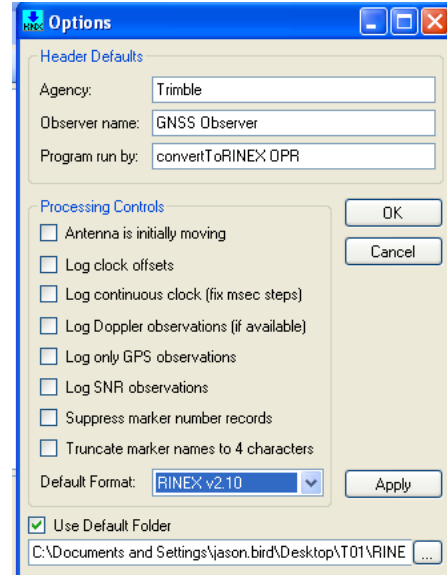 RNX Options
Header Defaults
Agency: Trimble
Observer name: GNSS Observer
Program run by: convertToRINEX OPR
Processing Controls
OK
Antenna is initially moving
Cancel
Log clock offsets
Log continuous clock (fix msec steps)
Log Doppler observations (if available)
Log only GPS observations
Log SNR observations
Suppress marker number records
Truncate marker names to 4 characters
Default Format: RINEX v2.10 Apply
Use Default Folder
C:\Documents and Settings\jason.bird\Desktop\T01\RINE ...